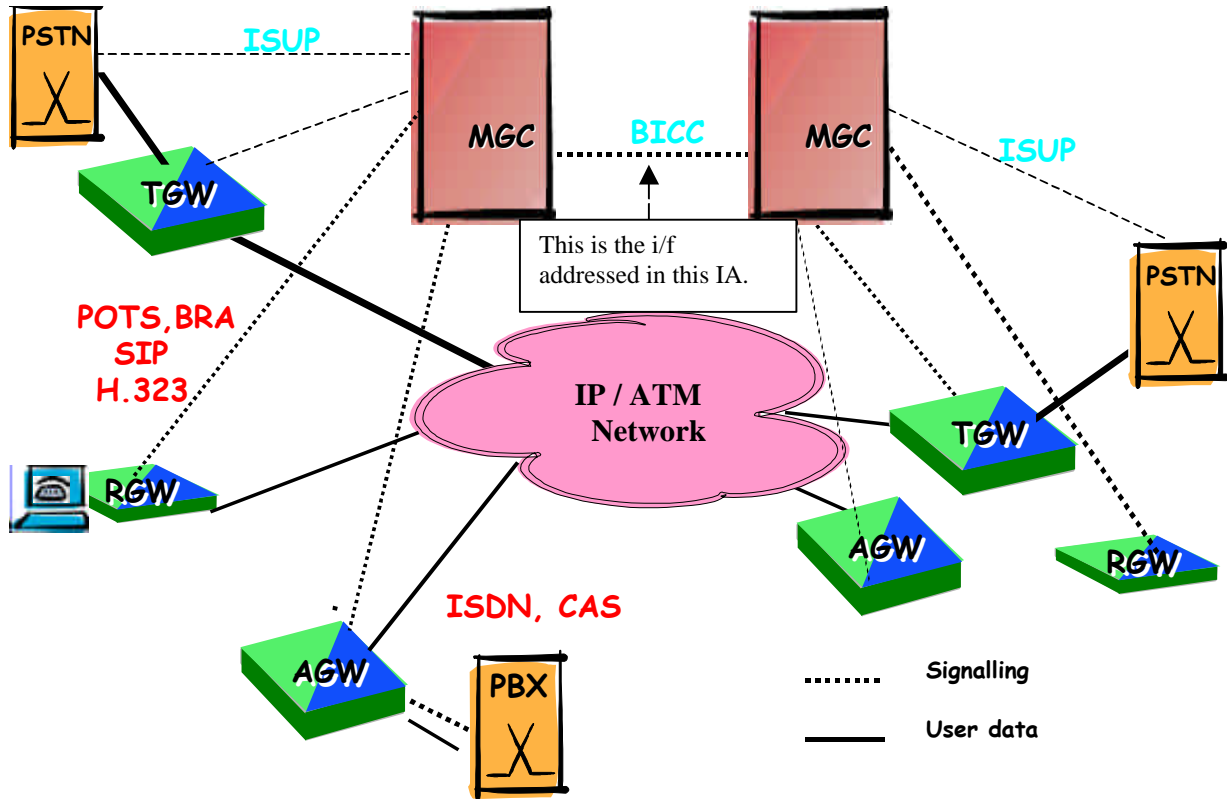 PSTN
ISUP
MGC
BICC
MGC
ISUP
TGW
This is the i/f
addressed in this IA.
PSTN
POTS,BRA
SIP
H.323
IP / ATM
Network
TGW
RGW
AGW
RGW
ISDN, CAS
AGW
PBX
Signalling
User data